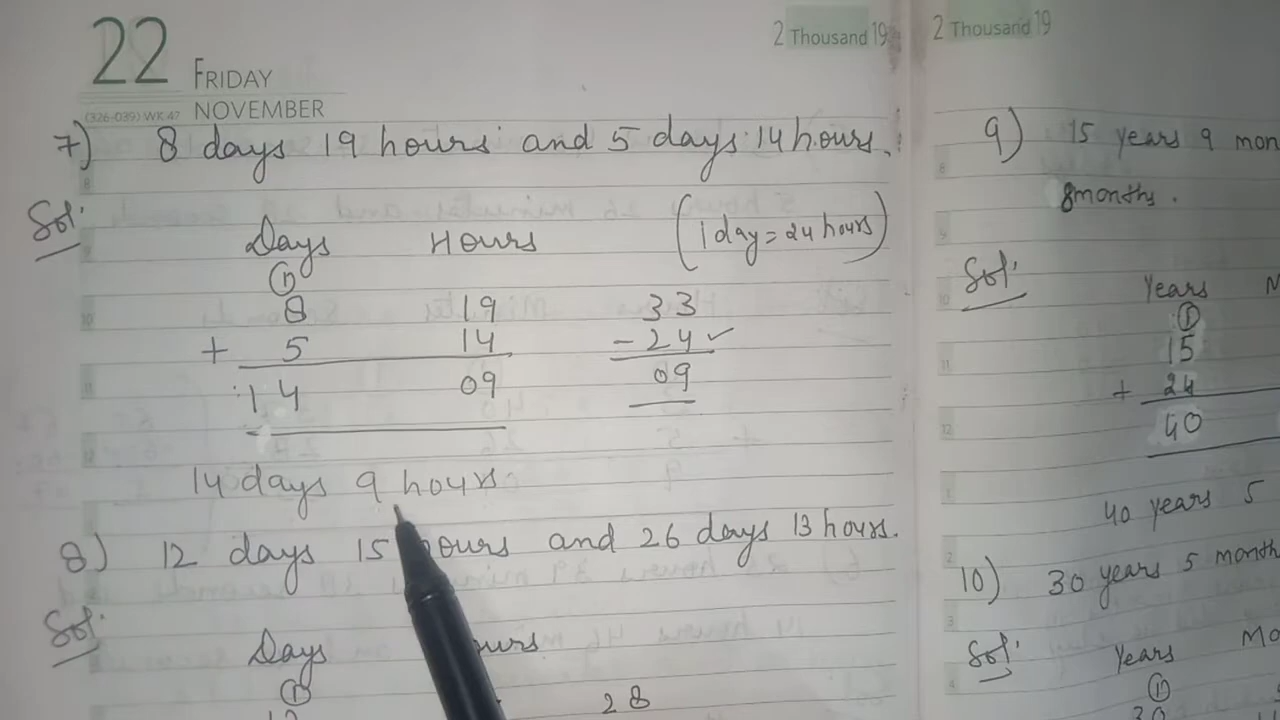 22 FRIDAY
(326-039) WK 47 NOVEMBER
2 Thousand 19
7) 8 days 19 hours and 5 days 14 hours.
Sol:
Days Hours (1 day = 24 hours)
1
8 19 33
+ 5 14 - 24 ✓
14 09 09
14 days 9 hours
8) 12 days 15 hours and 26 days 13 hours.
Sol:
Days
1
28
2 Thousand 19
9) 15 years 9
8 months.
Sol:
Years
1
15
+ 24
40
40 years 5
10) 30 years 5 month
Sol:
Years
1